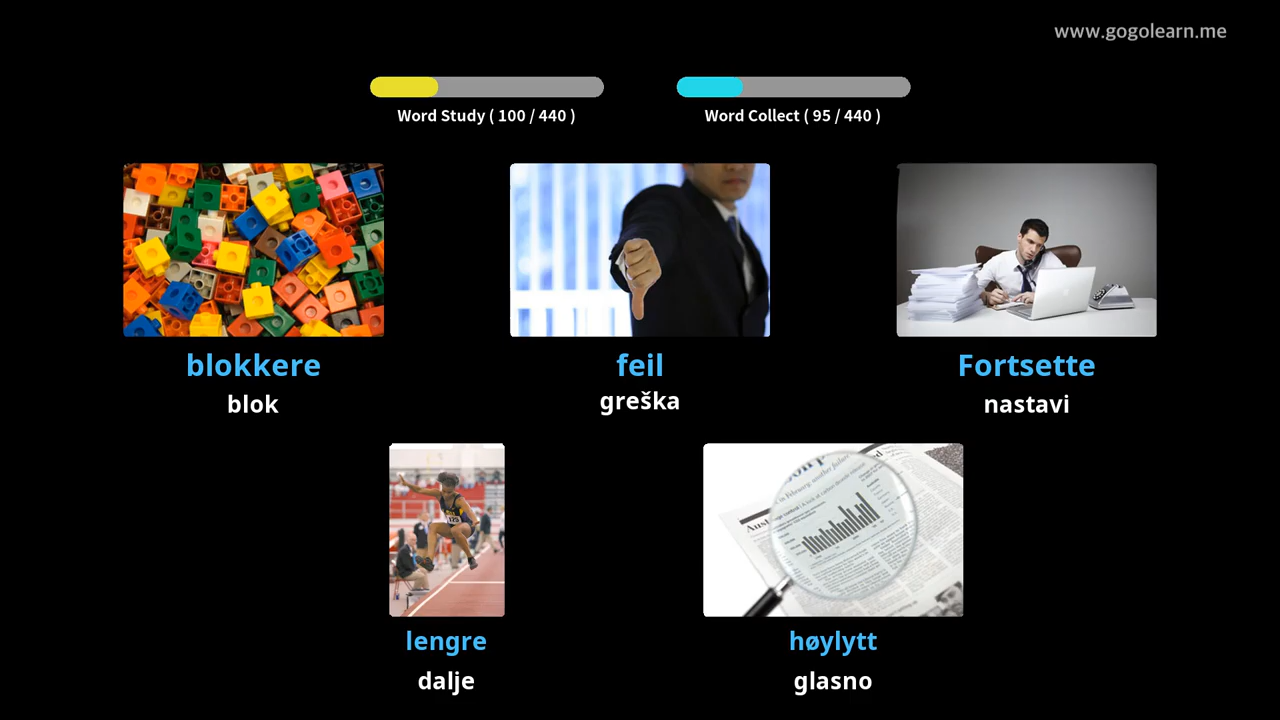 www.gogolearn.me
Word Study ( 100 / 440 )
Word Collect ( 95 / 440 )
blokkere
blok
feil
greška
Fortsette
nastavi
lengre
dalje
høylytt
glasno